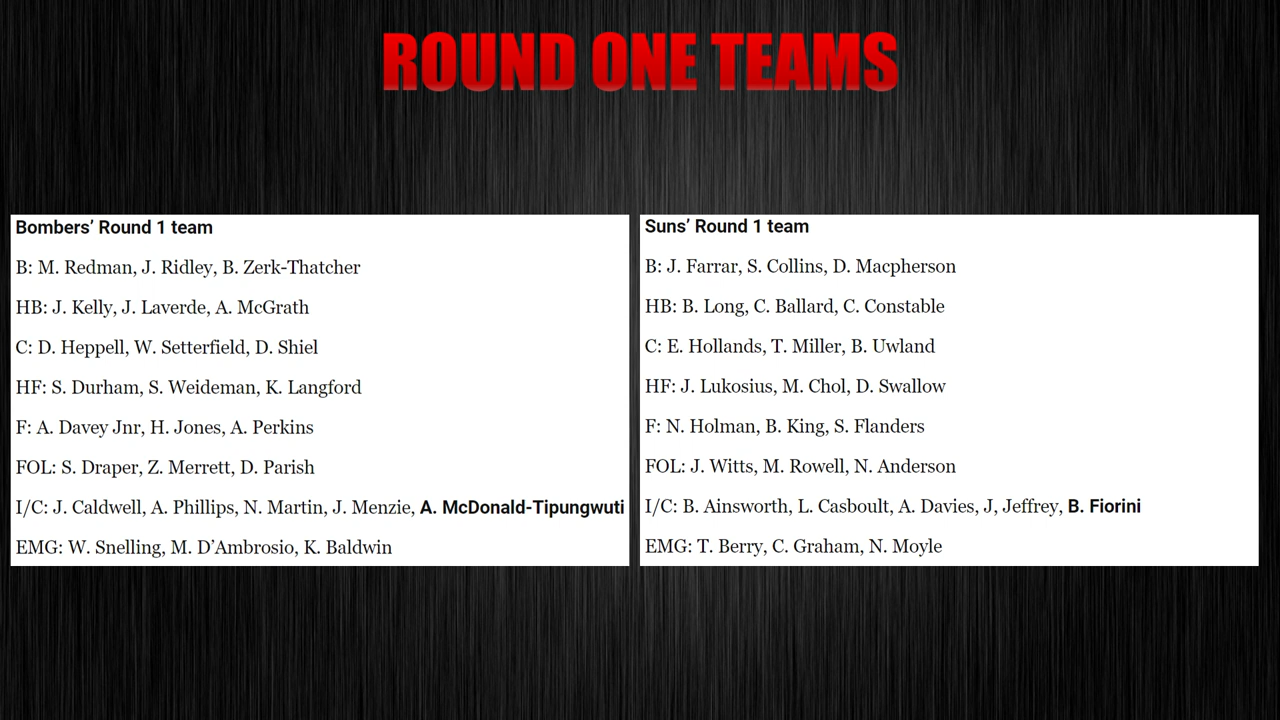 ROUND ONE TEAMS
Bombers’ Round 1 team
B: M. Redman, J. Ridley, B. Zerk-Thatcher
HB: J. Kelly, J. Laverde, A. McGrath
C: D. Heppell, W. Setterfield, D. Shiel
HF: S. Durham, S. Weideman, K. Langford
F: A. Davey Jnr, H. Jones, A. Perkins
FOL: S. Draper, Z. Merrett, D. Parish
I/C: J. Caldwell, A. Phillips, N. Martin, J. Menzie, A. McDonald-Tipungwuti
EMG: W. Snelling, M. D’Ambrosio, K. Baldwin
Suns’ Round 1 team
B: J. Farrar, S. Collins, D. Macpherson
HB: B. Long, C. Ballard, C. Constable
C: E. Hollands, T. Miller, B. Uwland
HF: J. Lukosius, M. Chol, D. Swallow
F: N. Holman, B. King, S. Flanders
FOL: J. Witts, M. Rowell, N. Anderson
I/C: B. Ainsworth, L. Casboult, A. Davies, J, Jeffrey, B. Fiorini
EMG: T. Berry, C. Graham, N. Moyle